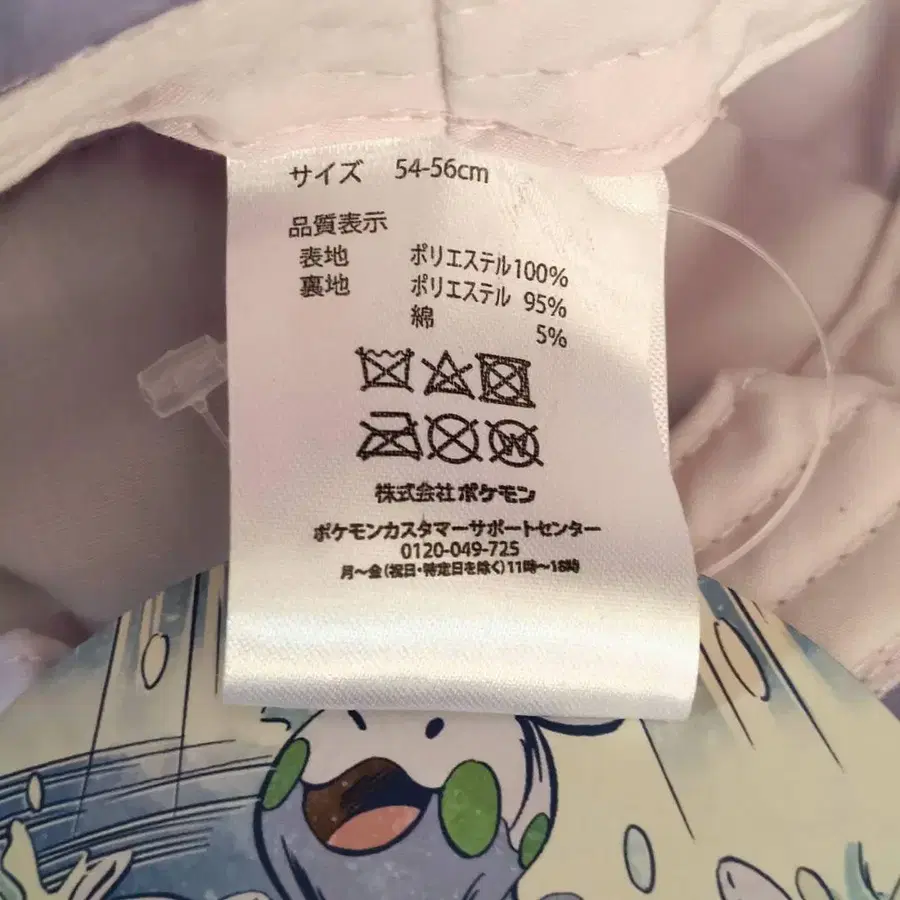 サイズ 54-56cm
品質表示
表地 ポリエステル100%
裏地 ポリエステル 95%
綿 5%
株式会社ポケモン
ポケモンカスタマーサポートセンター
0120-049-725
月～金(祝日・特定日を除く)11時～18時